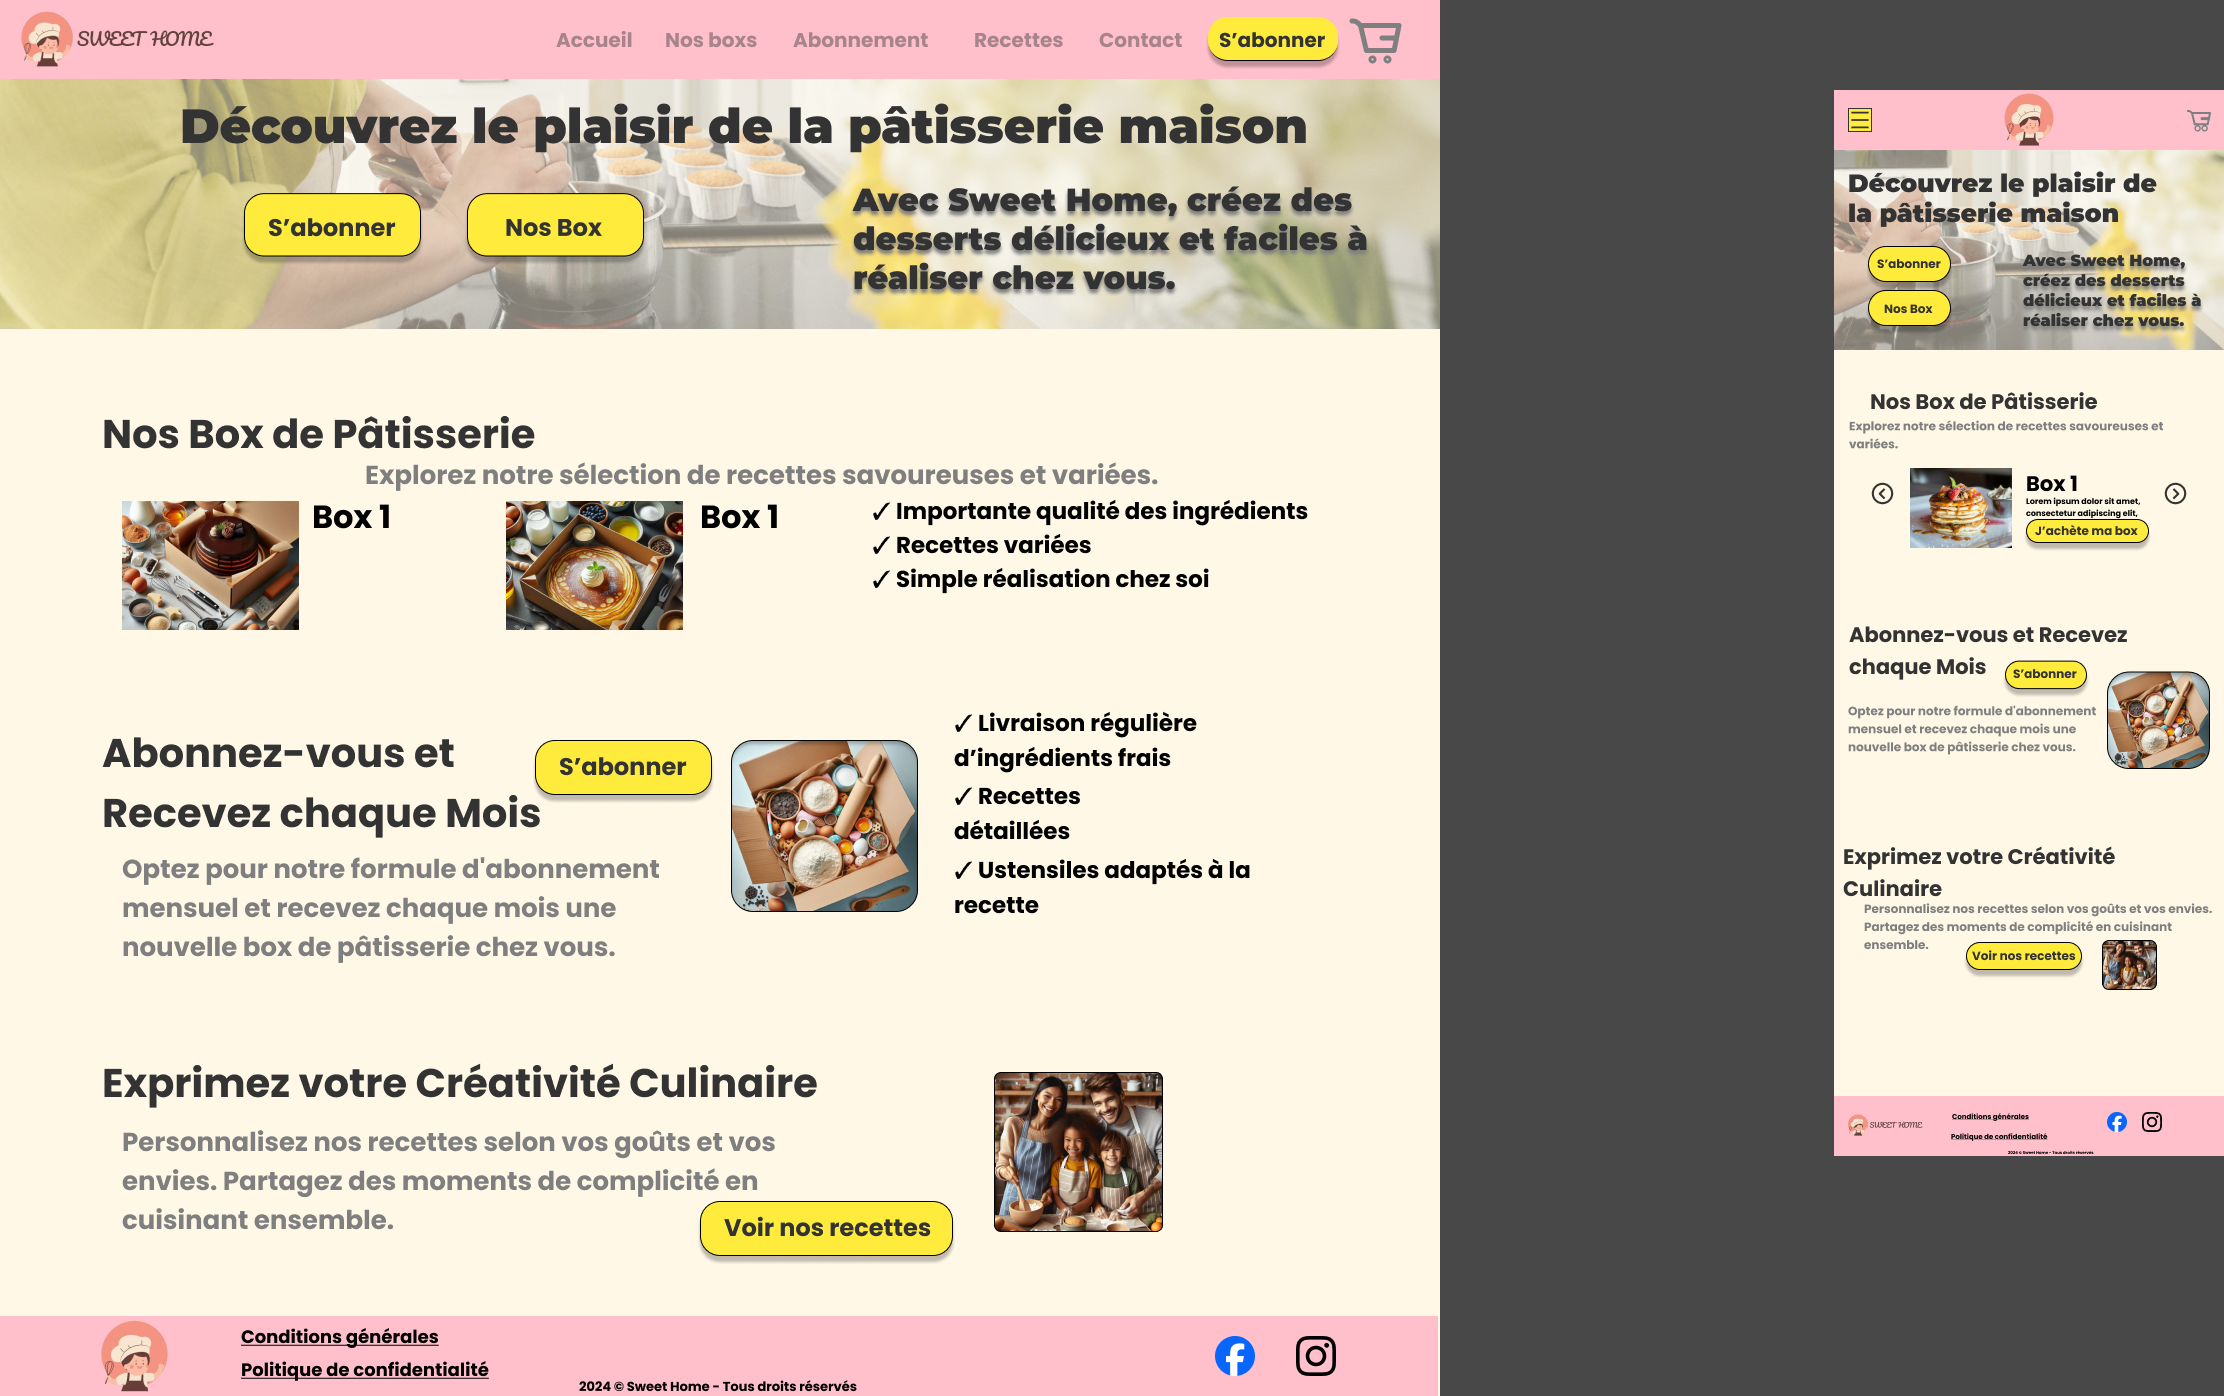 SWEET HOME
Accueil
Nos boxs
Abonnement
Recettes
Contact
S’abonner
Découvrez le plaisir de la pâtisserie maison
S’abonner
Nos Box
Avec Sweet Home, créez des
desserts délicieux et faciles à
réaliser chez vous.
Nos Box de Pâtisserie
Explorez notre sélection de recettes savoureuses et variées.
Box 1
Box 1
✓ Importante qualité des ingrédients
✓ Recettes variées
✓ Simple réalisation chez soi
Abonnez-vous et
Recevez chaque Mois
S’abonner
Optez pour notre formule d'abonnement
mensuel et recevez chaque mois une
nouvelle box de pâtisserie chez vous.
✓ Livraison régulière
d’ingrédients frais
✓ Recettes
détaillées
✓ Ustensiles adaptés à la
recette
Exprimez votre Créativité Culinaire
Personnalisez nos recettes selon vos goûts et vos
envies. Partagez des moments de complicité en
cuisinant ensemble.
Voir nos recettes
Conditions générales
Politique de confidentialité
2024 © Sweet Home - Tous droits réservés
Découvrez le plaisir de
la pâtisserie maison
S’abonner
Nos Box
Avec Sweet Home,
créez des desserts
délicieux et faciles à
réaliser chez vous.
Nos Box de Pâtisserie
Explorez notre sélection de recettes savoureuses et
variées.
Box 1
Lorem ipsum dolor sit amet,
consectetur adipiscing elit,
J’achète ma box
Abonnez-vous et Recevez
chaque Mois
S’abonner
Optez pour notre formule d'abonnement
mensuel et recevez chaque mois une
nouvelle box de pâtisserie chez vous.
Exprimez votre Créativité
Culinaire
Personnalisez nos recettes selon vos goûts et vos envies.
Partagez des moments de complicité en cuisinant
ensemble.
Voir nos recettes
SWEET HOME
Conditions générales
Politique de confidentialité
2024 © Sweet Home - Tous droits réservés